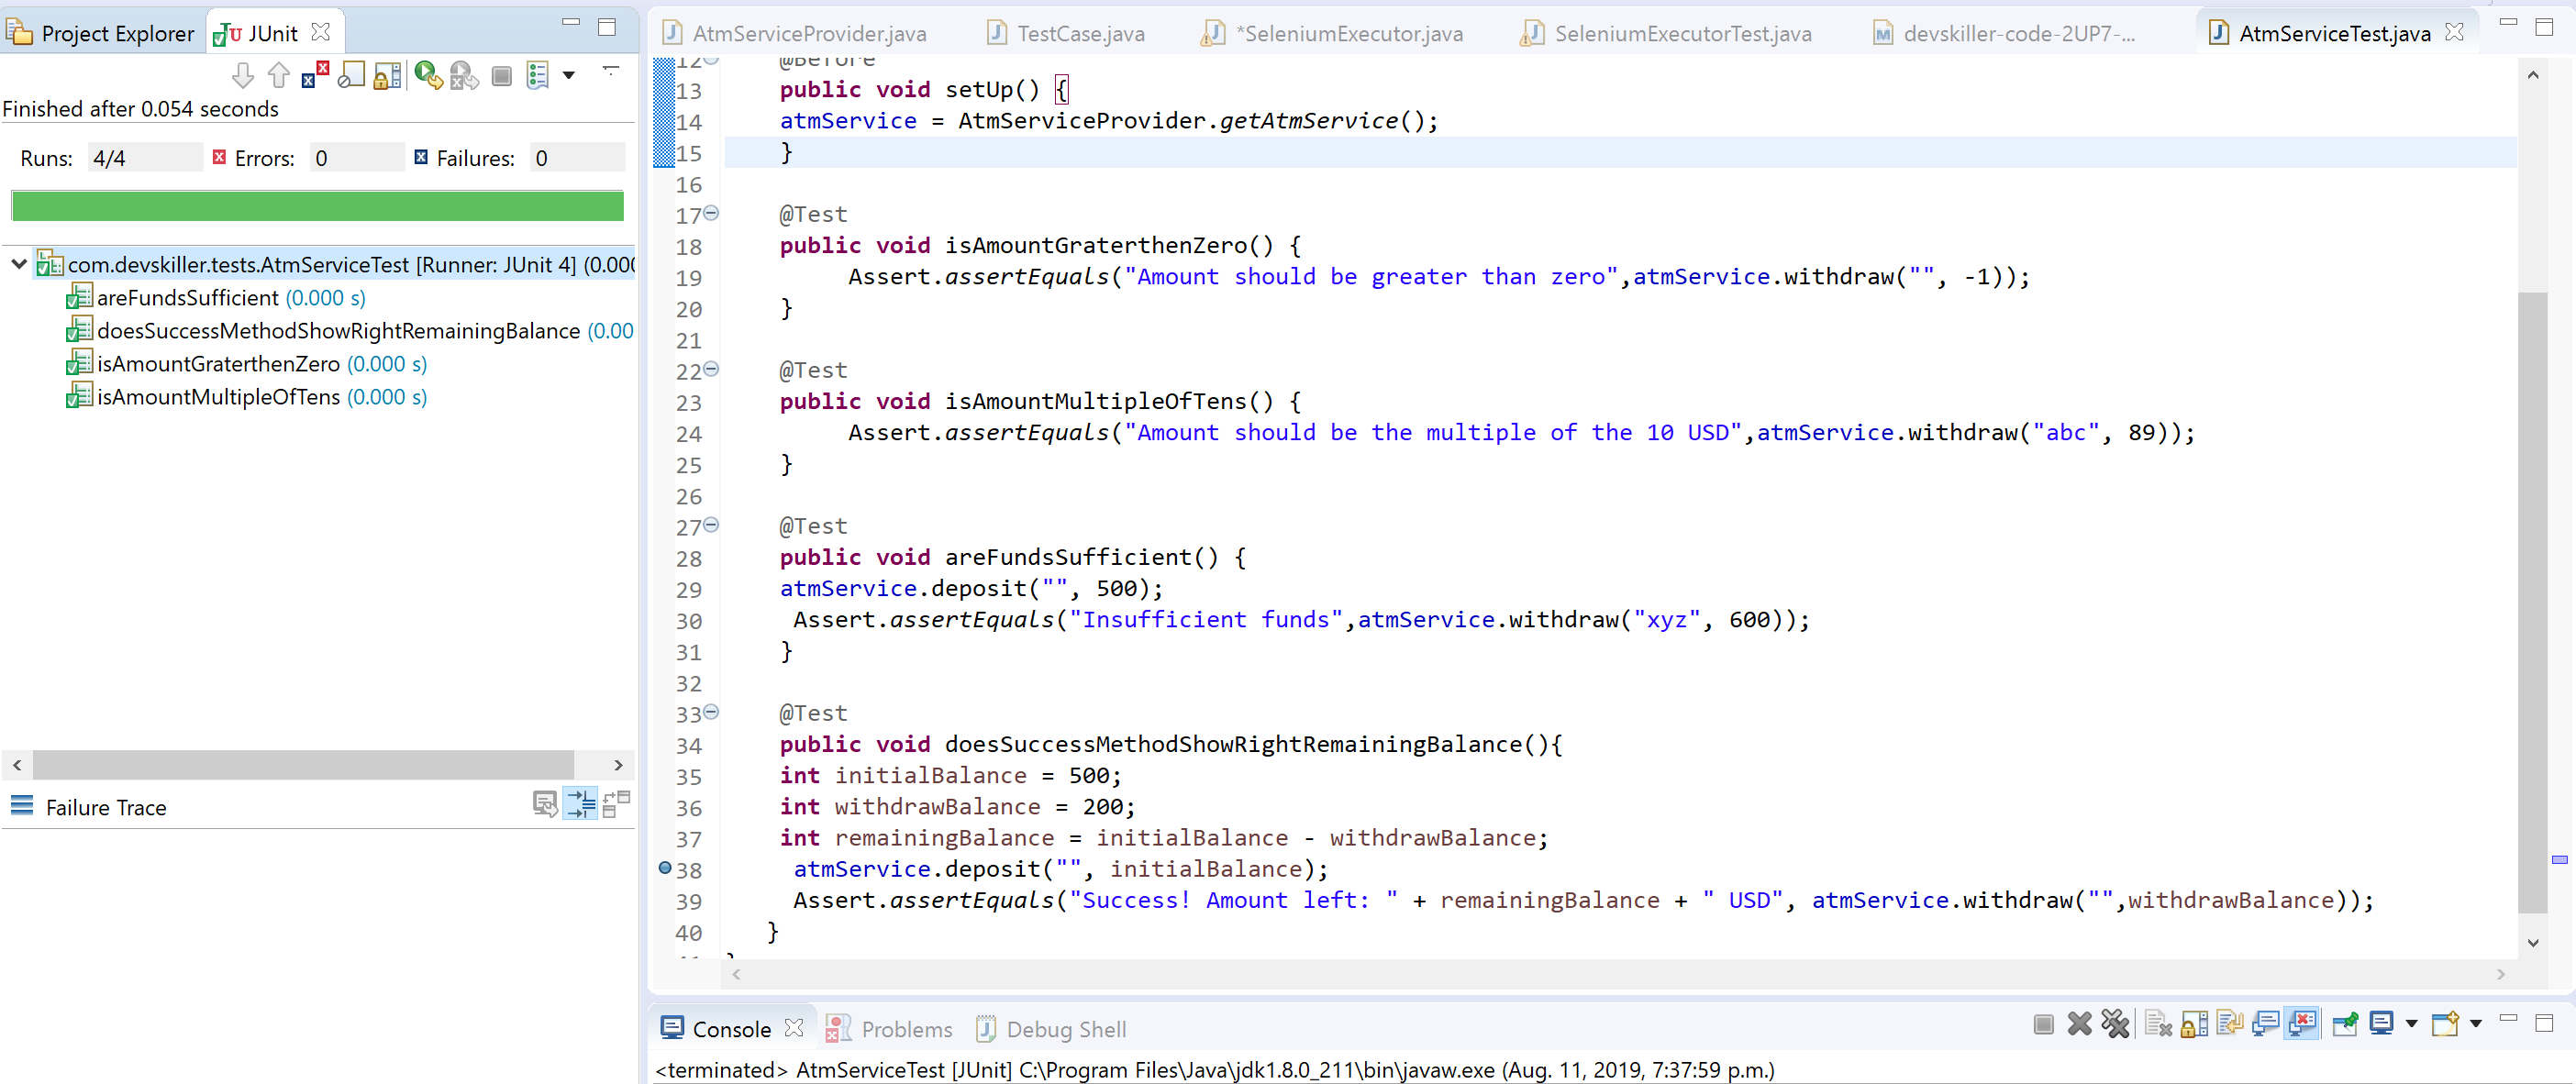 Project Explorer JUnit
Finished after 0.054 seconds
Runs: 4/4 Errors: 0 Failures: 0
com.devskiller.tests.AtmServiceTest [Runner: JUnit 4] (0.000
areFundsSufficient (0.000 s)
doesSuccessMethodShowRightRemainingBalance (0.00
isAmountGraterthenZero (0.000 s)
isAmountMultipleOfTens (0.000 s)
Failure Trace
AtmServiceProvider.java TestCase.java *SeleniumExecutor.java SeleniumExecutorTest.java devskiller-code-2UP7-... AtmServiceTest.java
12 @Before
13 public void setUp() {
14 atmService = AtmServiceProvider.getAtmService();
15 }
16
17 @Test
18 public void isAmountGraterthenZero() {
19 Assert.assertEquals("Amount should be greater than zero",atmService.withdraw("", -1));
20 }
21
22 @Test
23 public void isAmountMultipleOfTens() {
24 Assert.assertEquals("Amount should be the multiple of the 10 USD",atmService.withdraw("abc", 89));
25 }
26
27 @Test
28 public void areFundsSufficient() {
29 atmService.deposit("", 500);
30 Assert.assertEquals("Insufficient funds",atmService.withdraw("xyz", 600));
31 }
32
33 @Test
34 public void doesSuccessMethodShowRightRemainingBalance(){
35 int initialBalance = 500;
36 int withdrawBalance = 200;
37 int remainingBalance = initialBalance - withdrawBalance;
38 atmService.deposit("", initialBalance);
39 Assert.assertEquals("Success! Amount left: " + remainingBalance + " USD", atmService.withdraw("",withdrawBalance));
40 }
Console Problems Debug Shell
<terminated> AtmServiceTest [JUnit] C:\Program Files\Java\jdk1.8.0_211\bin\javaw.exe (Aug. 11, 2019, 7:37:59 p.m.)